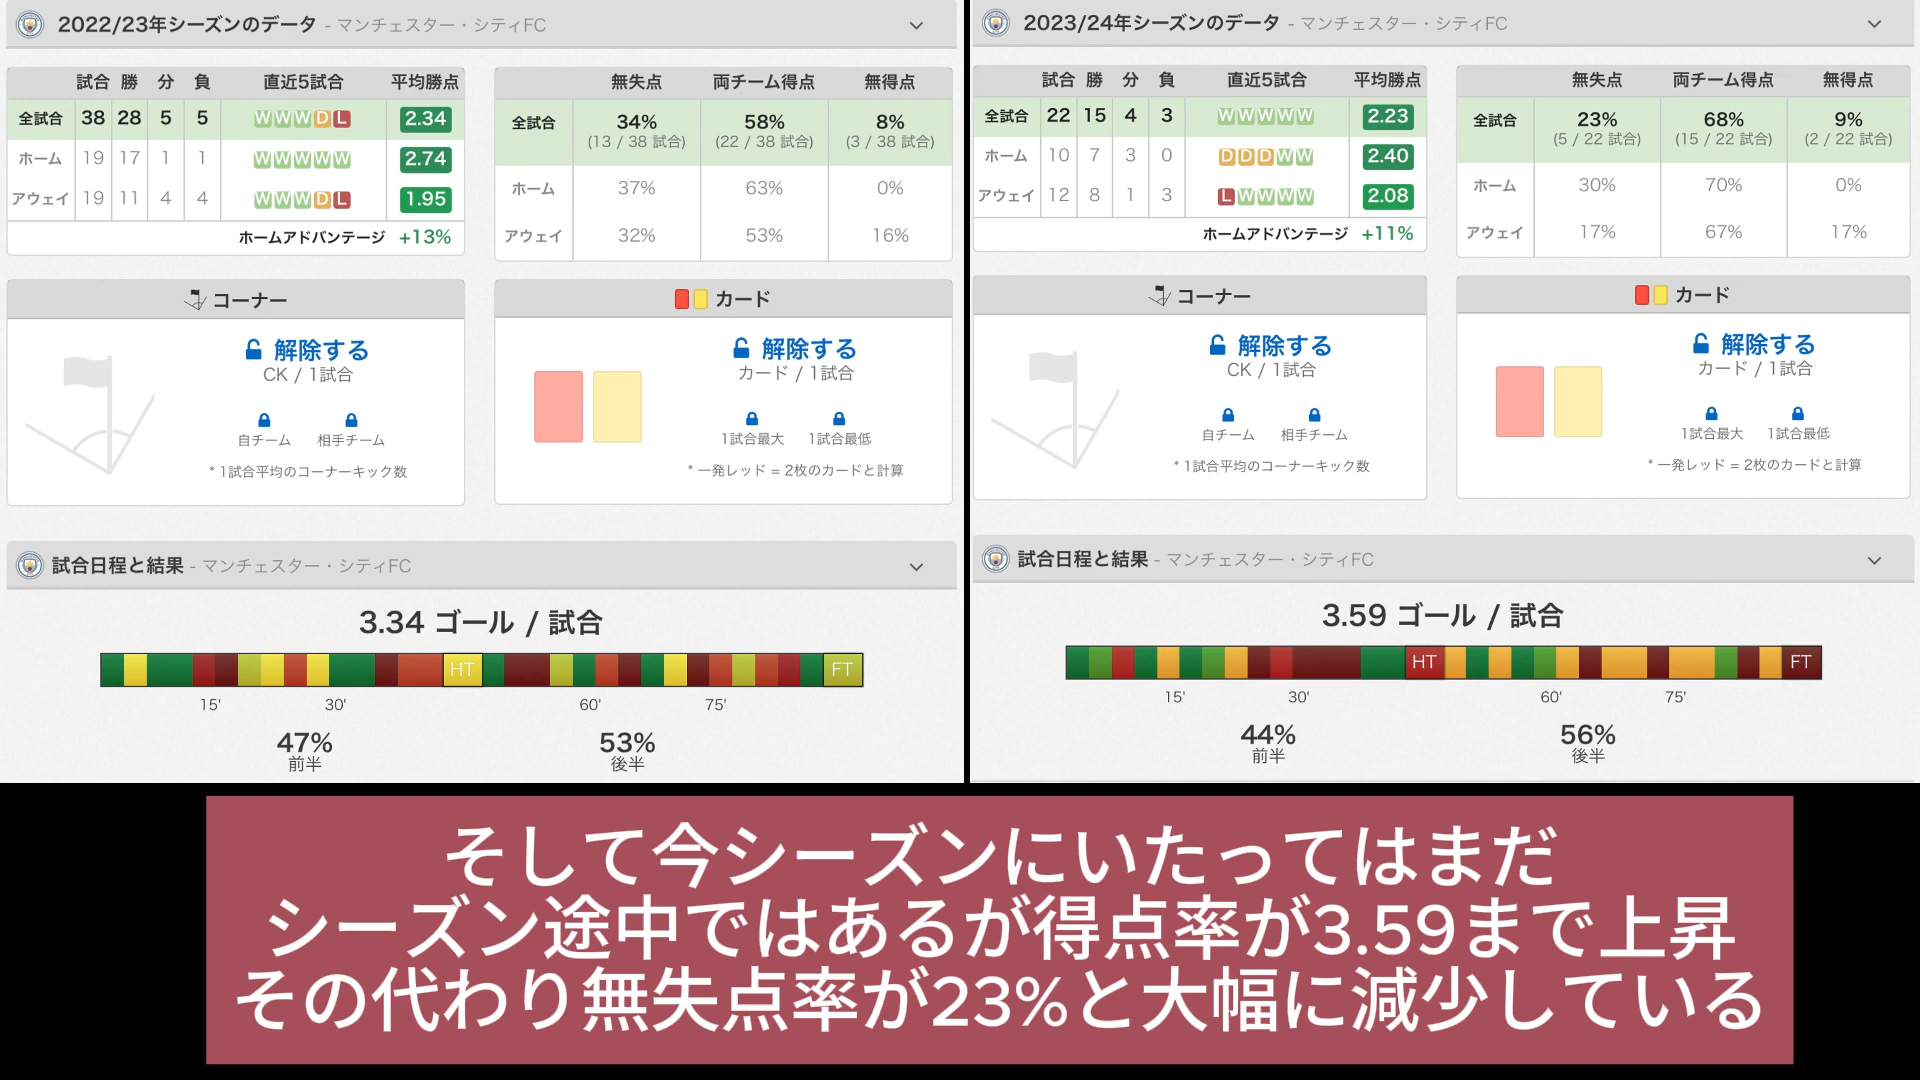 2022/23年シーズンのデータ - マンチェスター・シティFC
試合 勝 分 負 直近5試合 平均勝点
全試合 38 28 5 5 WWWDL 2.34
ホーム 19 17 1 1 WWWWW 2.74
アウェイ 19 11 4 4 WWWDL 1.95
ホームアドバンテージ +13%
無失点 両チーム得点 無得点
全試合 34% 58% 8%
(13 / 38 試合) (22 / 38 試合) (3 / 38 試合)
ホーム 37% 63% 0%
アウェイ 32% 53% 16%
コーナー
解除する
CK / 1試合
自チーム 相手チーム
* 1試合平均のコーナーキック数
カード
解除する
カード / 1試合
1試合最大 1試合最低
* 一発レッド = 2枚のカードと計算
試合日程と結果 - マンチェスター・シティFC
3.34 ゴール / 試合
HT FT
15' 30' 60' 75'
47% 53%
前半 後半
2023/24年シーズンのデータ - マンチェスター・シティFC
試合 勝 分 負 直近5試合 平均勝点
全試合 22 15 4 3 WWWWW 2.23
ホーム 10 7 3 0 DDDWW 2.40
アウェイ 12 8 1 3 LWWWW 2.08
ホームアドバンテージ +11%
無失点 両チーム得点 無得点
全試合 23% 68% 9%
(5 / 22 試合) (15 / 22 試合) (2 / 22 試合)
ホーム 30% 70% 0%
アウェイ 17% 67% 17%
コーナー
解除する
CK / 1試合
自チーム 相手チーム
* 1試合平均のコーナーキック数
カード
解除する
カード / 1試合
1試合最大 1試合最低
* 一発レッド = 2枚のカードと計算
試合日程と結果 - マンチェスター・シティFC
3.59 ゴール / 試合
HT FT
15' 30' 60' 75'
44% 56%
前半 後半
そして今シーズンにいたってはまだ
シーズン途中ではあるが得点率が3.59まで上昇
その代わり無失点率が23%と大幅に減少している